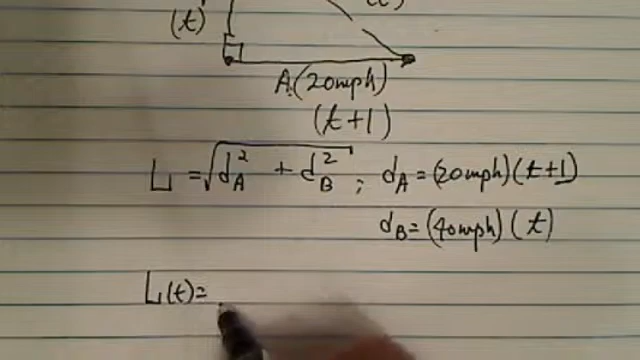 (t)
(t)
A(20mph)
(t+1)
L = √d_A² + d_B² ; d_A = (20mph)(t+1)
d_B = (40mph)(t)
L(t)=